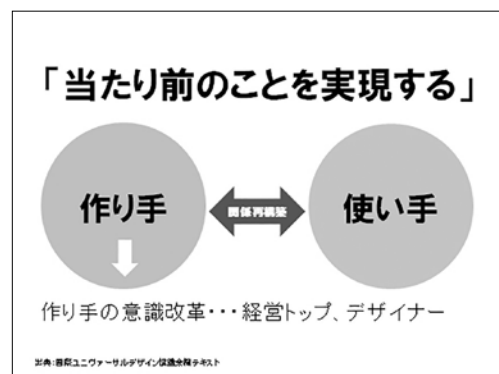 「当たり前のことを実現する」
作り手
関係再構築
使い手
作り手の意識改革･･･経営トップ、デザイナー
出典:国際ユニヴァーサルデザイン協議会編テキスト